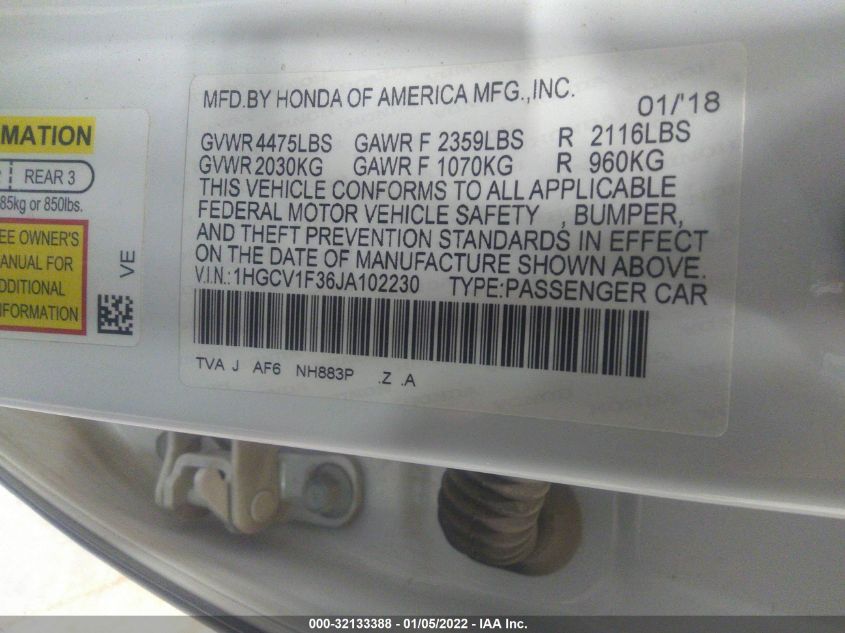 MATION
REAR 3
85kg or 850lbs.
EE OWNER'S
ANUAL FOR
DDITIONAL
NFORMATION
VE
MFD.BY HONDA OF AMERICA MFG.,INC. 01/'18
GVWR 4475LBS GAWR F 2359LBS R 2116LBS
GVWR 2030KG GAWR F 1070KG R 960KG
THIS VEHICLE CONFORMS TO ALL APPLICABLE
FEDERAL MOTOR VEHICLE SAFETY , BUMPER,
AND THEFT PREVENTION STANDARDS IN EFFECT
ON THE DATE OF MANUFACTURE SHOWN ABOVE.
V.I.N.:1HGCV1F36JA102230 TYPE:PASSENGER CAR
TVA J AF6 NH883P .Z .A
000-32133388 - 01/05/2022 - IAA Inc.